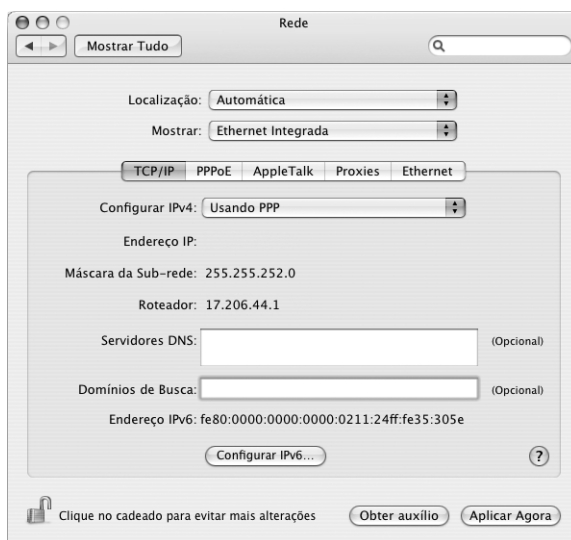 Rede
Mostrar Tudo
Localização: Automática
Mostrar: Ethernet Integrada
TCP/IP PPPoE AppleTalk Proxies Ethernet
Configurar IPv4: Usando PPP
Endereço IP:
Máscara da Sub-rede: 255.255.252.0
Roteador: 17.206.44.1
Servidores DNS: (Opcional)
Domínios de Busca: (Opcional)
Endereço IPv6: fe80:0000:0000:0000:0211:24ff:fe35:305e
Configurar IPv6... ?
Clique no cadeado para evitar mais alterações Obter auxílio Aplicar Agora